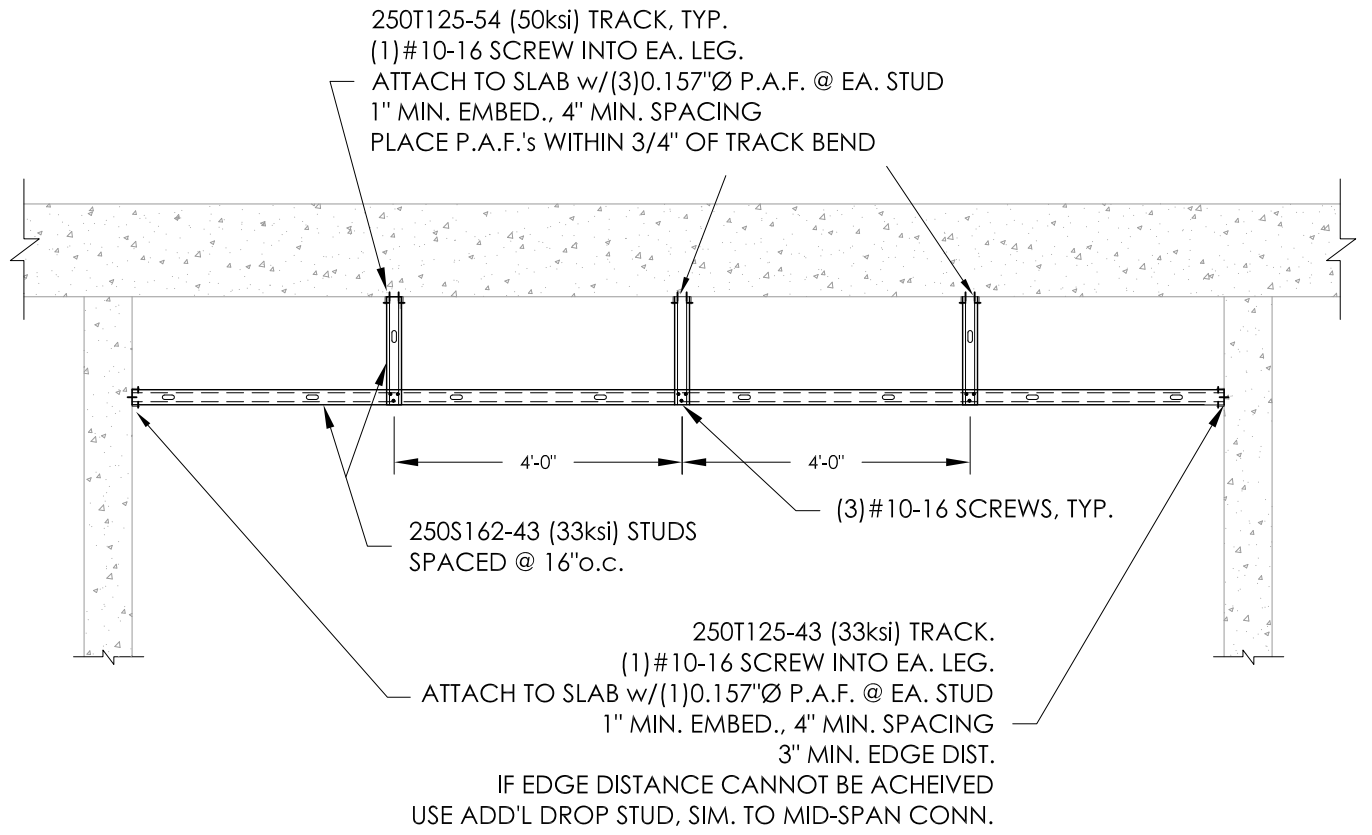 250T125-54 (50ksi) TRACK, TYP.
(1)#10-16 SCREW INTO EA. LEG.
ATTACH TO SLAB w/(3)0.157"Ø P.A.F. @ EA. STUD
1" MIN. EMBED., 4" MIN. SPACING
PLACE P.A.F.'s WITHIN 3/4" OF TRACK BEND
4'-0"
4'-0"
(3)#10-16 SCREWS, TYP.
250S162-43 (33ksi) STUDS
SPACED @ 16"o.c.
250T125-43 (33ksi) TRACK.
(1)#10-16 SCREW INTO EA. LEG.
ATTACH TO SLAB w/(1)0.157"Ø P.A.F. @ EA. STUD
1" MIN. EMBED., 4" MIN. SPACING
3" MIN. EDGE DIST.
IF EDGE DISTANCE CANNOT BE ACHEIVED
USE ADD'L DROP STUD, SIM. TO MID-SPAN CONN.